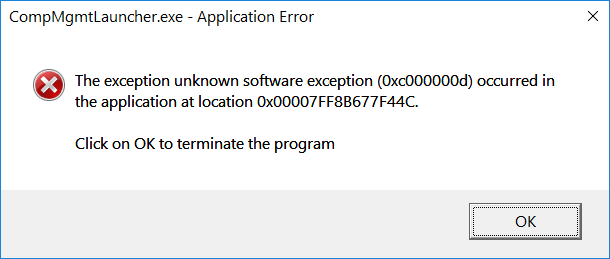 CompMgmtLauncher.exe - Application Error
The exception unknown software exception (0xc000000d) occurred in
the application at location 0x00007FF8B677F44C.
Click on OK to terminate the program
OK